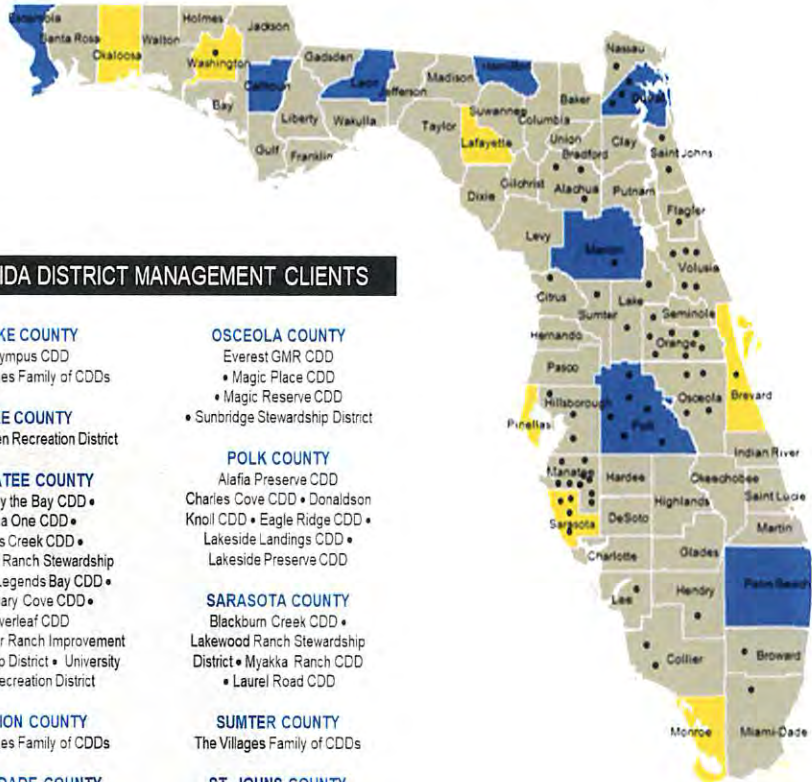 Escambia
Santa Rosa
Okaloosa
Walton
Holmes
Washington
Jackson
Bay
Calhoun
Gulf
Liberty
Franklin
Gadsden
Leon
Wakulla
Jefferson
Madison
Taylor
Hamilton
Suwannee
Lafayette
Dixie
Columbia
Gilchrist
Baker
Union
Bradford
Alachua
Levy
Nassau
Duval
Clay
Saint Johns
Putnam
Flagler
Marion
Volusia
Citrus
Sumter
Lake
Seminole
Orange
Hernando
Pasco
Hillsborough
Pinellas
Polk
Osceola
Brevard
Indian River
Manatee
Hardee
Highlands
Okeechobee
Saint Lucie
Sarasota
DeSoto
Martin
Charlotte
Glades
Lee
Hendry
Palm Beach
Collier
Broward
Monroe
Miami-Dade
IDA DISTRICT MANAGEMENT CLIENTS
KE COUNTY
ympus CDD
es Family of CDDs
E COUNTY
en Recreation District
ATEE COUNTY
y the Bay CDD •
a One CDD •
s Creek CDD •
Ranch Stewardship
egends Bay CDD •
ary Cove CDD •
verleaf CDD
r Ranch Improvement
p District • University
ecreation District
ION COUNTY
es Family of CDDs
DADE COUNTY
OSCEOLA COUNTY
Everest GMR CDD
• Magic Place CDD
• Magic Reserve CDD
• Sunbridge Stewardship District
POLK COUNTY
Alafia Preserve CDD
Charles Cove CDD • Donaldson
Knoll CDD • Eagle Ridge CDD •
Lakeside Landings CDD •
Lakeside Preserve CDD
SARASOTA COUNTY
Blackburn Creek CDD •
Lakewood Ranch Stewardship
District • Myakka Ranch CDD
• Laurel Road CDD
SUMTER COUNTY
The Villages Family of CDDs
ST. JOHNS COUNTY